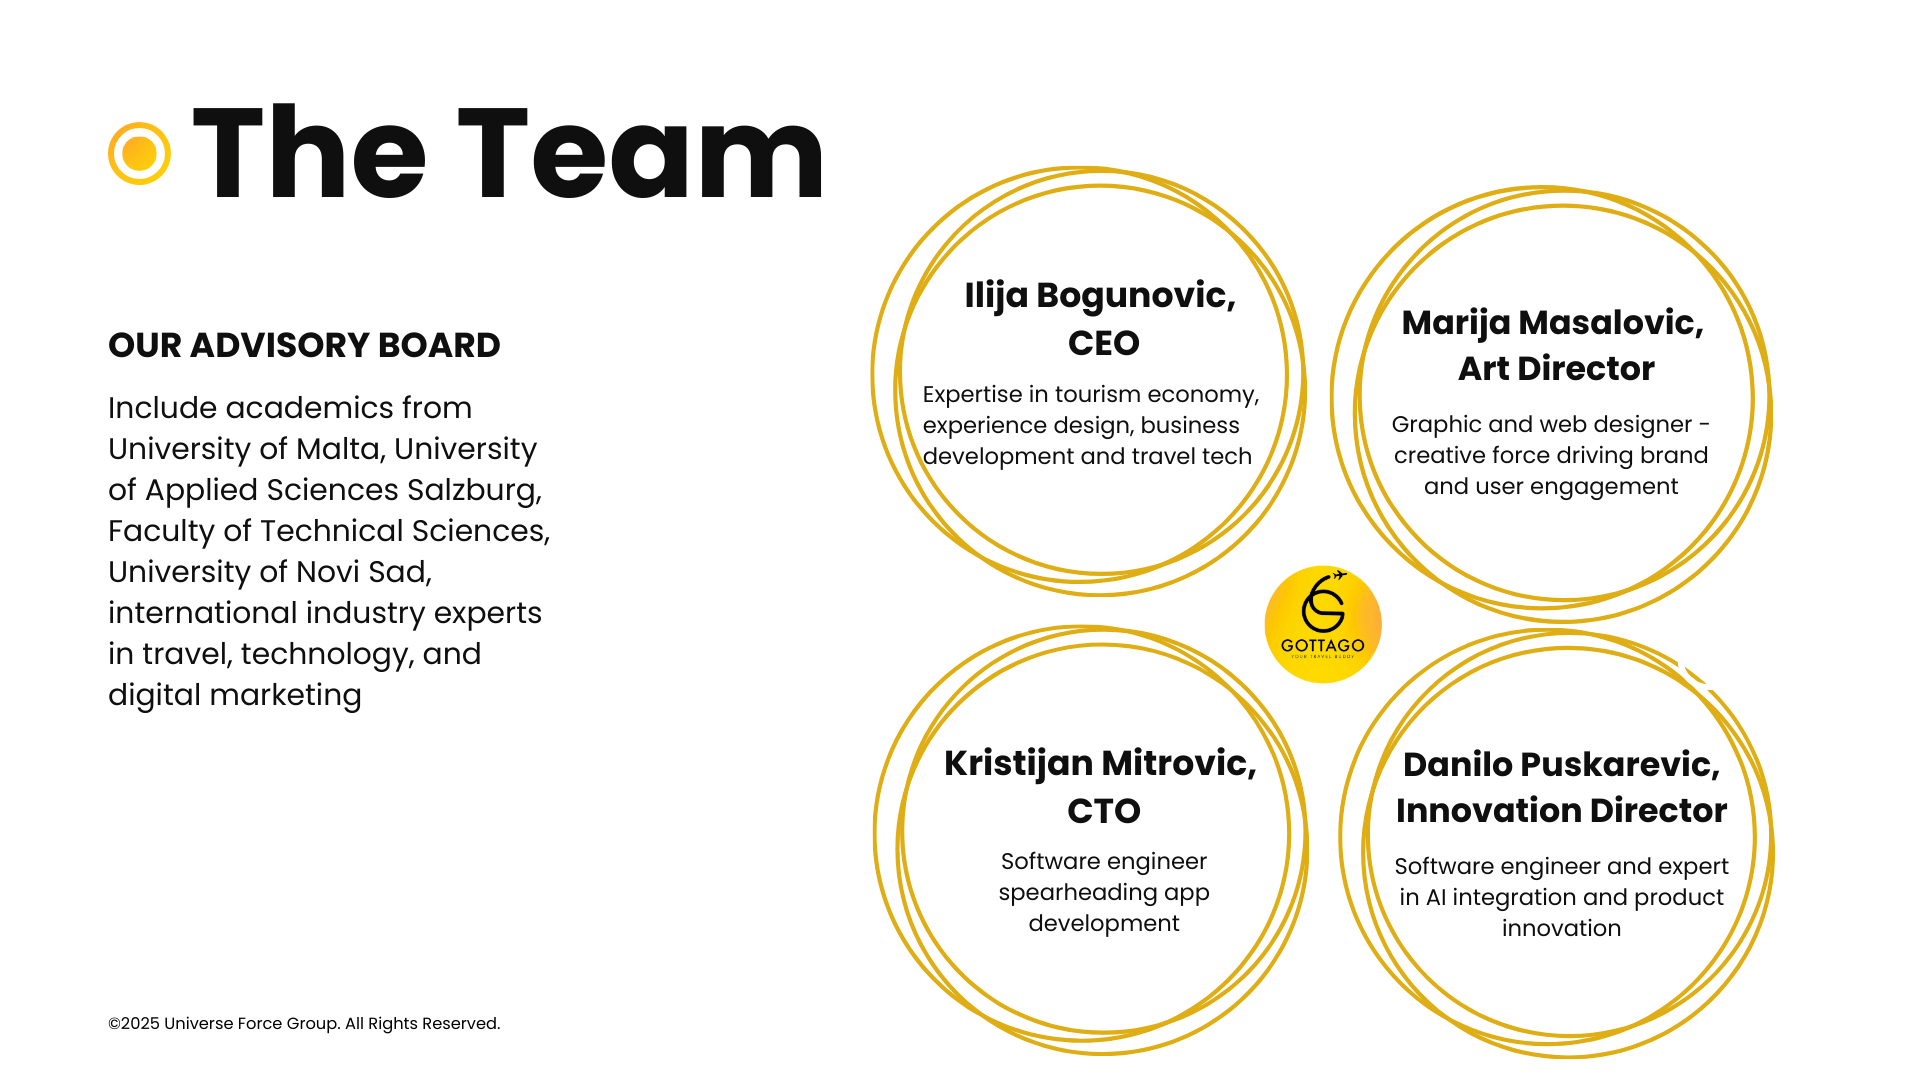 The Team
OUR ADVISORY BOARD
Include academics from
University of Malta, University
of Applied Sciences Salzburg,
Faculty of Technical Sciences,
University of Novi Sad,
international industry experts
in travel, technology, and
digital marketing
Ilija Bogunovic,
CEO
Expertise in tourism economy,
experience design, business
development and travel tech
Marija Masalovic,
Art Director
Graphic and web designer -
creative force driving brand
and user engagement
GOTTAGO
YOUR TRAVEL BUDDY
Kristijan Mitrovic,
CTO
Software engineer
spearheading app
development
Danilo Puskarevic,
Innovation Director
Software engineer and expert
in AI integration and product
innovation
©2025 Universe Force Group. All Rights Reserved.